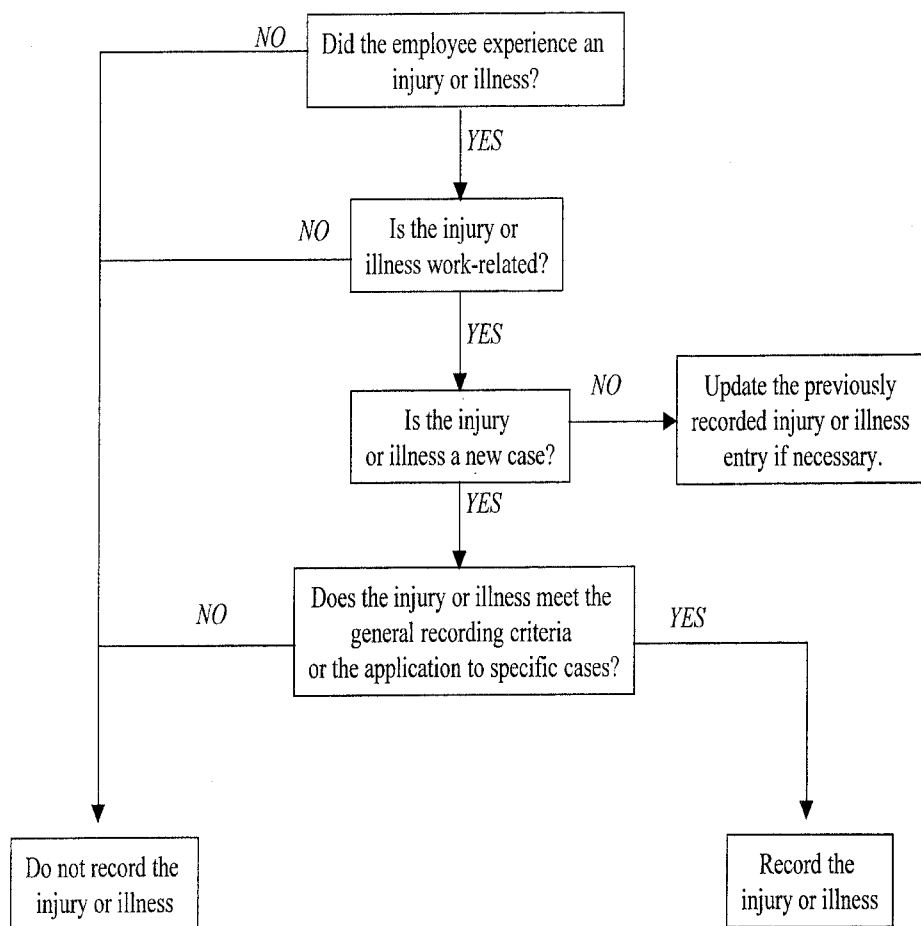 NO
Did the employee experience an
injury or illness?
YES
NO
Is the injury or
illness work-related?
YES
NO
Is the injury
or illness a new case?
Update the previously
recorded injury or illness
entry if necessary.
YES
NO
Does the injury or illness meet the
general recording criteria
or the application to specific cases?
YES
Do not record the
injury or illness
Record the
injury or illness